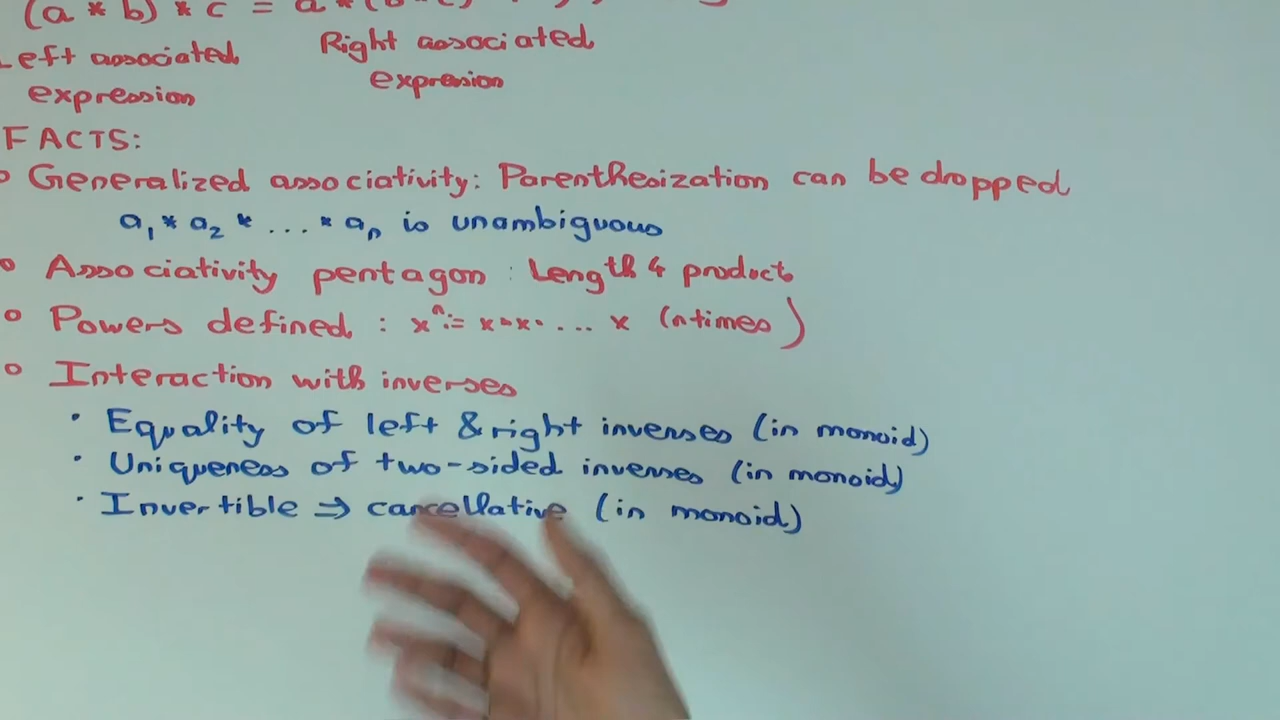 (a * b) * c = a *
Left associated
expression
Right associated
expression
FACTS:
Generalized associativity: Parenthesization can be dropped
a₁ * a₂ * ... * aₙ is unambiguous
Associativity pentagon : Length 4 products
Powers defined : xⁿ := x * x * ... x (n times)
Interaction with inverses
· Equality of left & right inverses (in monoid)
· Uniqueness of two-sided inverses (in monoid)
· Invertible ⇒ cancellative (in monoid)